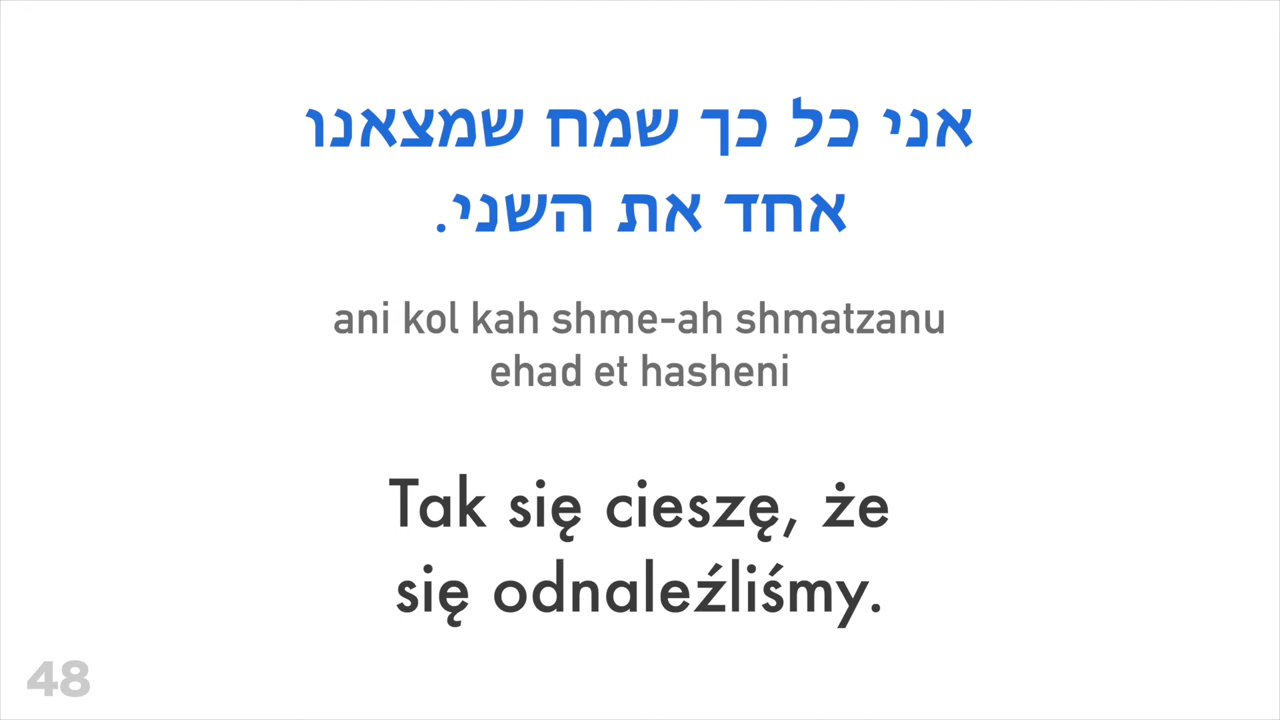 אני כל כך שמח שמצאנו
אחד את השני.
ani kol kah shme-ah shmatzanu
ehad et hasheni
Tak się cieszę, że
się odnaleźliśmy.
48